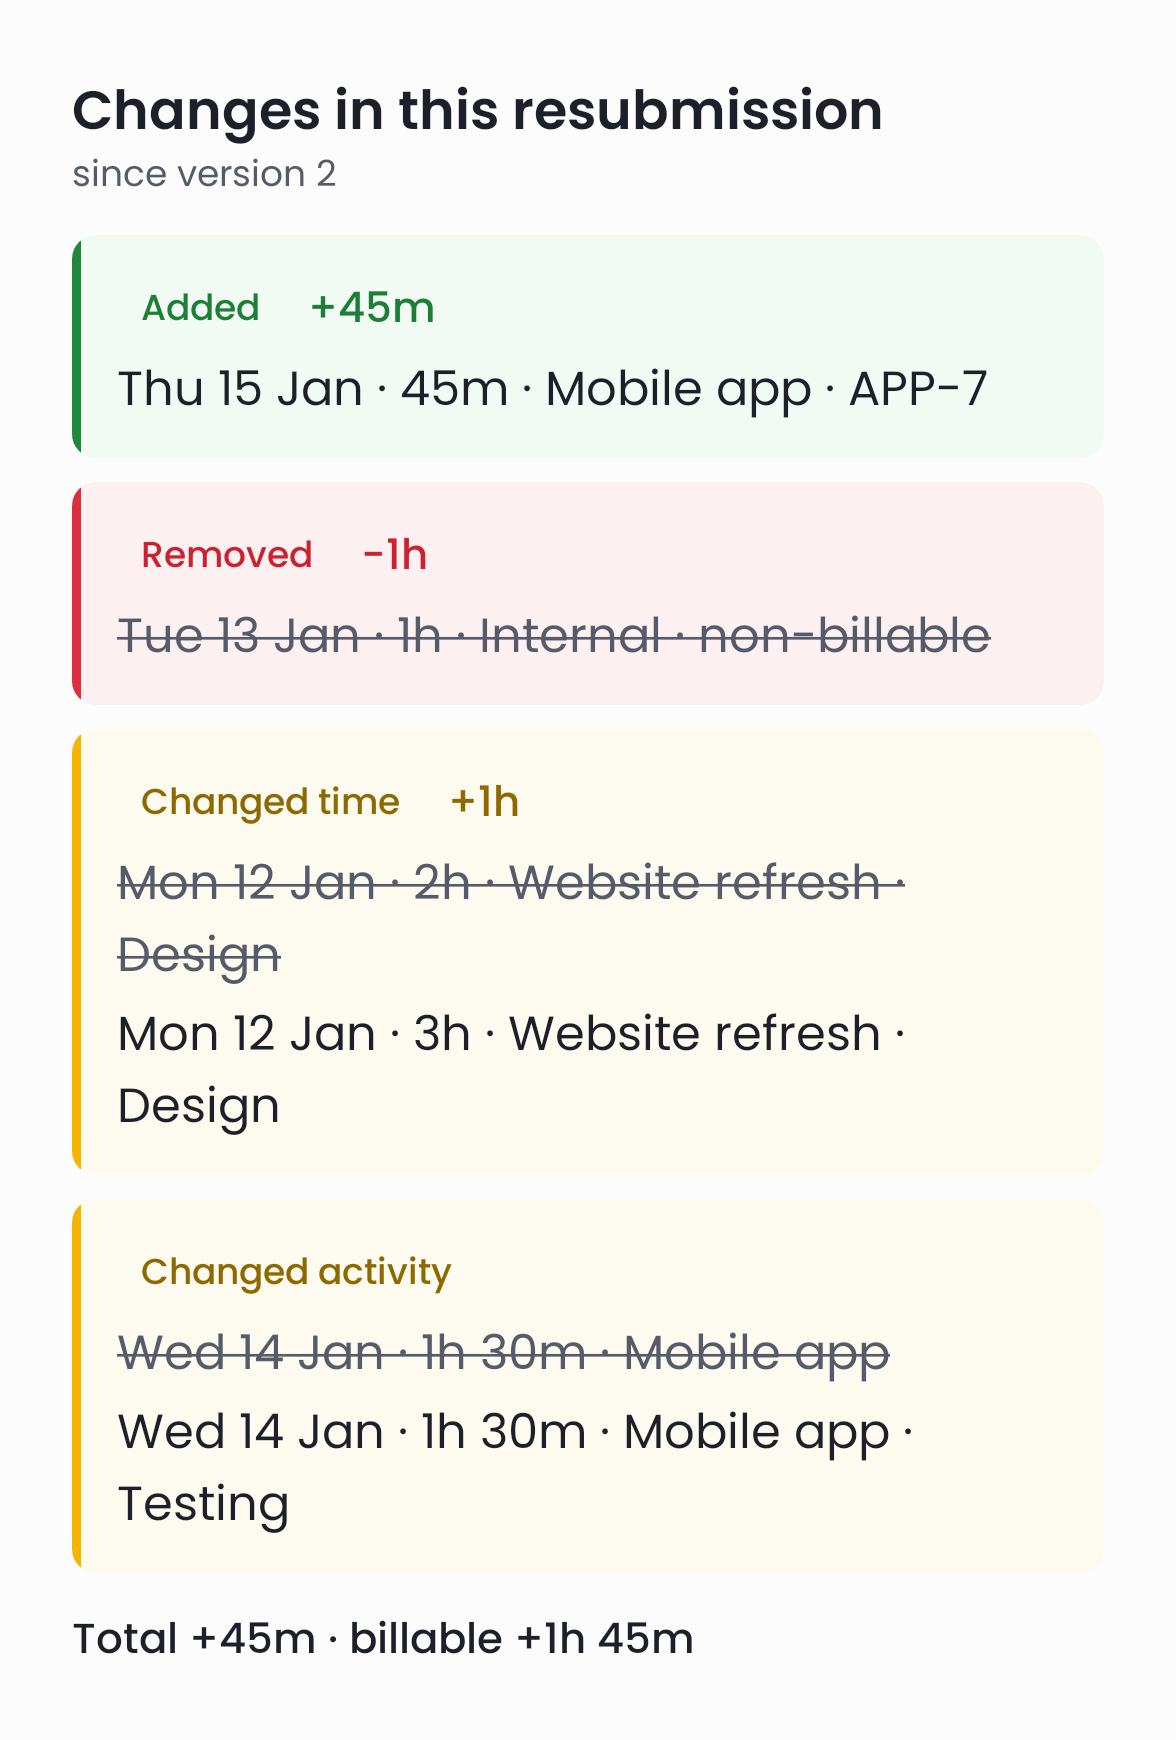 Changes in this resubmission
since version 2
Added +45m
Thu 15 Jan · 45m · Mobile app · APP-7
Removed -1h
Tue 13 Jan · 1h · Internal · non-billable
Changed time +1h
Mon 12 Jan · 2h · Website refresh ·
Design
Mon 12 Jan · 3h · Website refresh ·
Design
Changed activity
Wed 14 Jan · 1h 30m · Mobile app
Wed 14 Jan · 1h 30m · Mobile app ·
Testing
Total +45m · billable +1h 45m